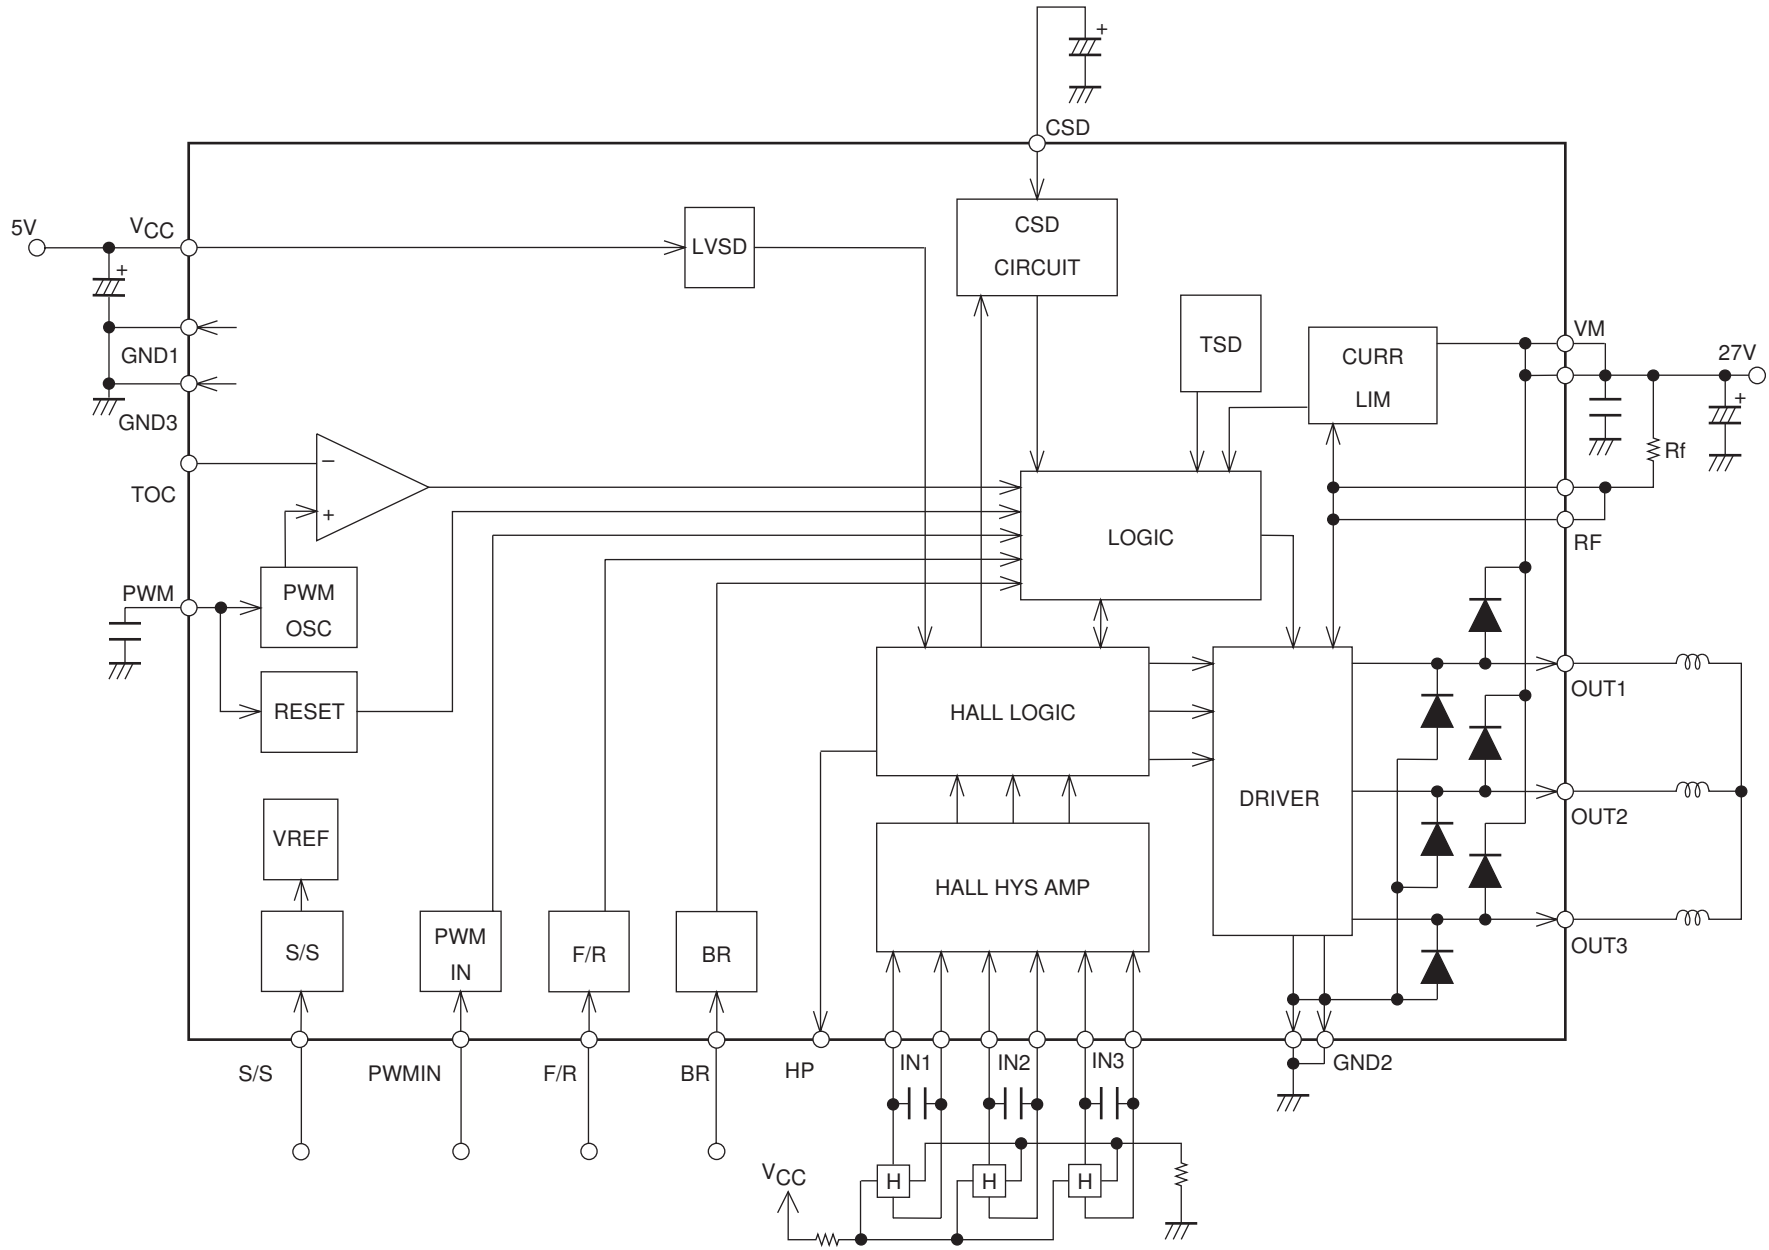 +
CSD
5V
VCC
+
LVSD
CSD
CIRCUIT
GND1
GND3
TSD
CURR
LIM
VM
27V
+
Rf
TOC
−
+
LOGIC
RF
PWM
PWM
OSC
RESET
HALL LOGIC
DRIVER
OUT1
OUT2
VREF
HALL HYS AMP
S/S
PWM
IN
F/R
BR
OUT3
S/S
PWMIN
F/R
BR
HP
IN1
IN2
IN3
GND2
VCC
H
H
H